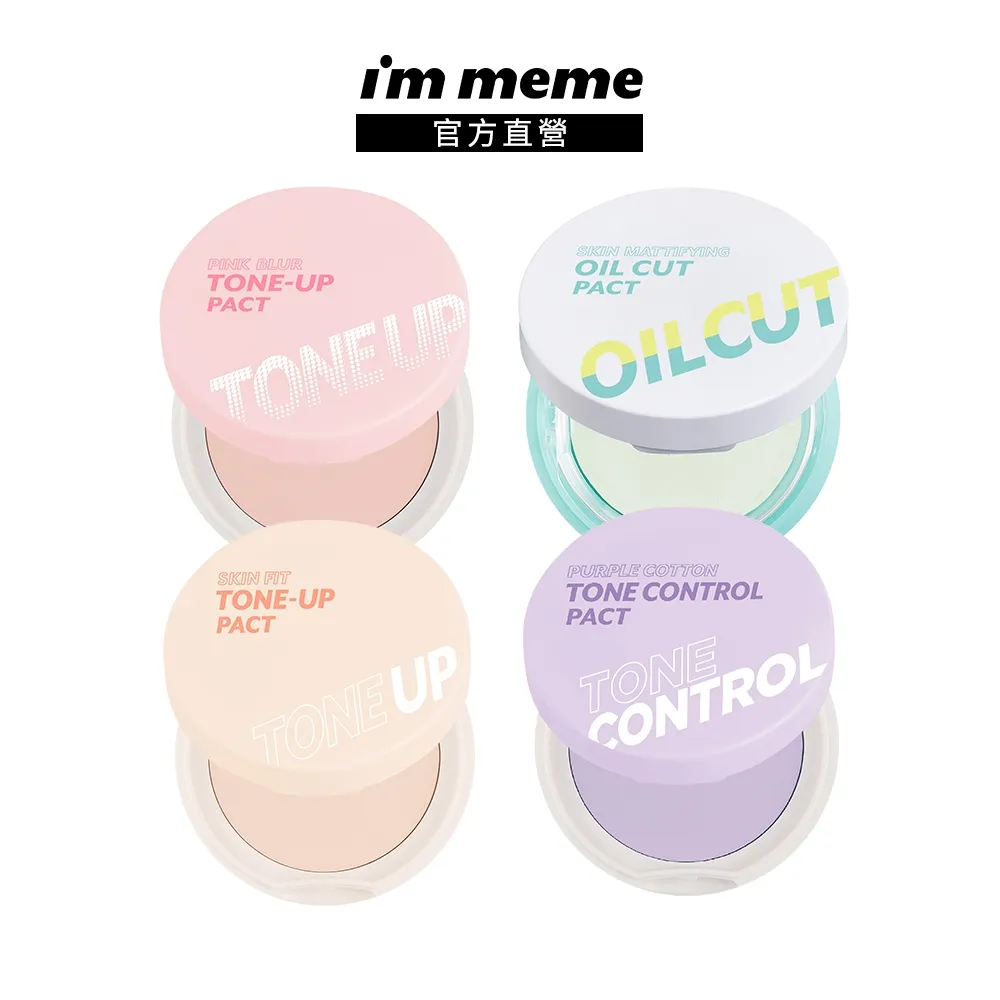 i'm meme
官方直營
PINK BLUR
TONE-UP
PACT
TONE UP
SKIN MATTIFYING
OIL CUT
PACT
OILCUT
SKIN FIT
TONE-UP
PACT
TONE UP
PURPLE COTTON
TONE CONTROL
PACT
TONE
CONTROL